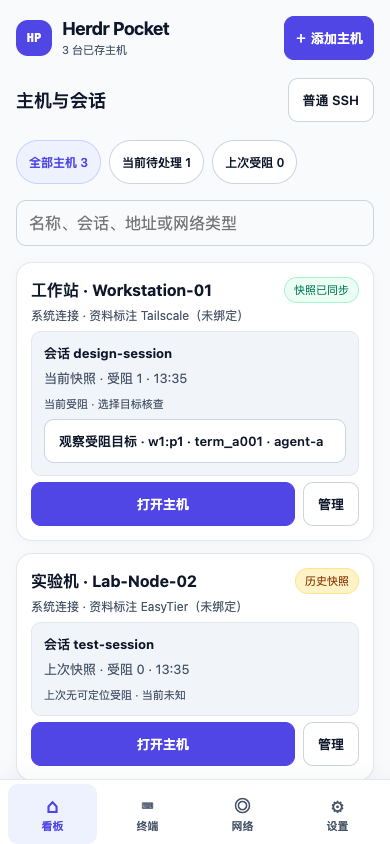 HP
Herdr Pocket
3 台已存主机
+ 添加主机
主机与会话
普通 SSH
全部主机 3
当前待处理 1
上次受阻 0
名称、会话、地址或网络类型
工作站 · Workstation-01
快照已同步
系统连接 · 资料标注 Tailscale（未绑定）
会话 design-session
当前快照 · 受阻 1 · 13:35
当前受阻 · 选择目标核查
观察受阻目标 · w1:p1 · term_a001 · agent-a
打开主机
管理
实验机 · Lab-Node-02
历史快照
系统连接 · 资料标注 EasyTier（未绑定）
会话 test-session
上次快照 · 受阻 0 · 13:35
上次无可定位受阻 · 当前未知
打开主机
管理
看板
终端
网络
设置